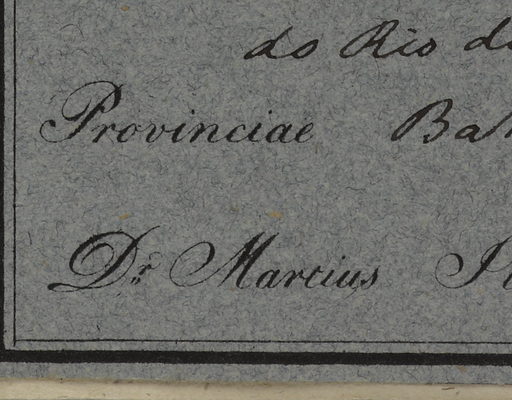 do Rio
Provinciae
Dr Martius